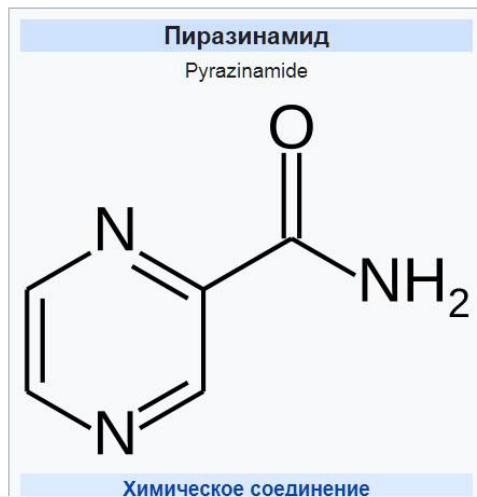 Пиразинамид
Pyrazinamide
O
N
NH₂
N
Химическое соединение